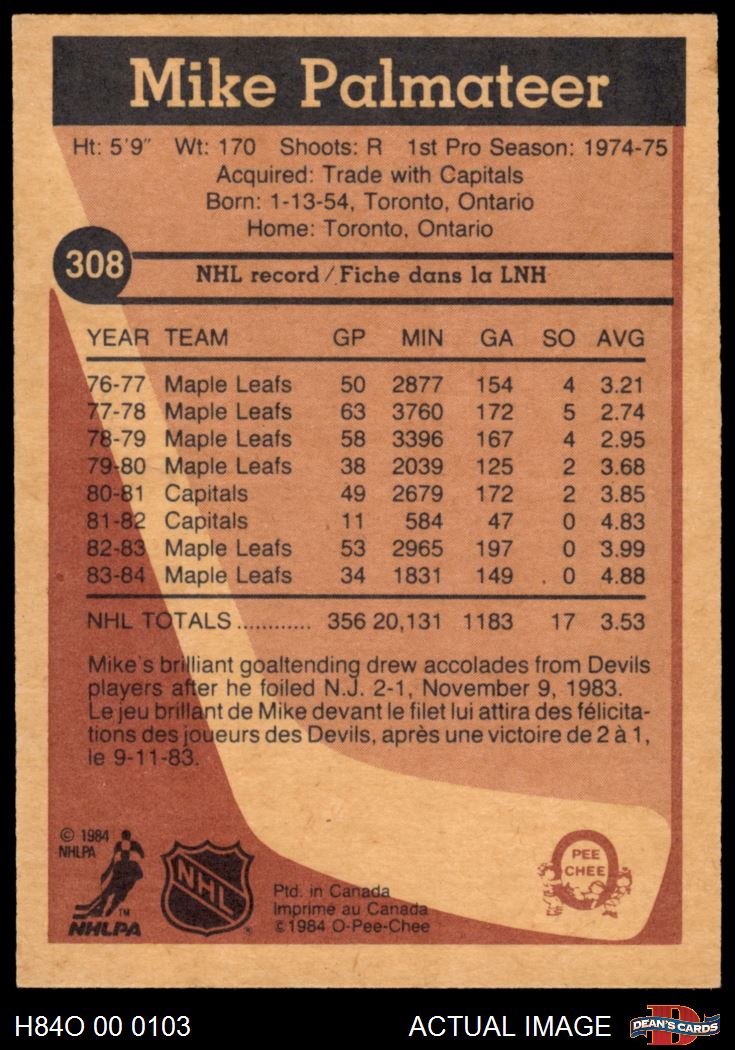 Mike Palmateer
Ht: 5'9" Wt: 170 Shoots: R 1st Pro Season: 1974-75
Acquired: Trade with Capitals
Born: 1-13-54, Toronto, Ontario
Home: Toronto, Ontario
308
NHL record/Fiche dans la LNH
YEAR TEAM GP MIN GA SO AVG
76-77 Maple Leafs 50 2877 154 4 3.21
77-78 Maple Leafs 63 3760 172 5 2.74
78-79 Maple Leafs 58 3396 167 4 2.95
79-80 Maple Leafs 38 2039 125 2 3.68
80-81 Capitals 49 2679 172 2 3.85
81-82 Capitals 11 584 47 0 4.83
82-83 Maple Leafs 53 2965 197 0 3.99
83-84 Maple Leafs 34 1831 149 0 4.88
NHL TOTALS ............ 356 20,131 1183 17 3.53
Mike's brilliant goaltending drew accolades from Devils
players after he foiled N.J. 2-1, November 9, 1983.
Le jeu brillant de Mike devant le filet lui attira des félicita-
tions des joueurs des Devils, après une victoire de 2 à 1,
le 9-11-83.
© 1984
NHLPA
TM
NHLPA
NHL
®
Ptd. in Canada
Imprimé au Canada
©1984 O-Pee-Chee
O
PEE
CHEE
H84O 00 0103
ACTUAL IMAGE
D
DEAN'S CARDS